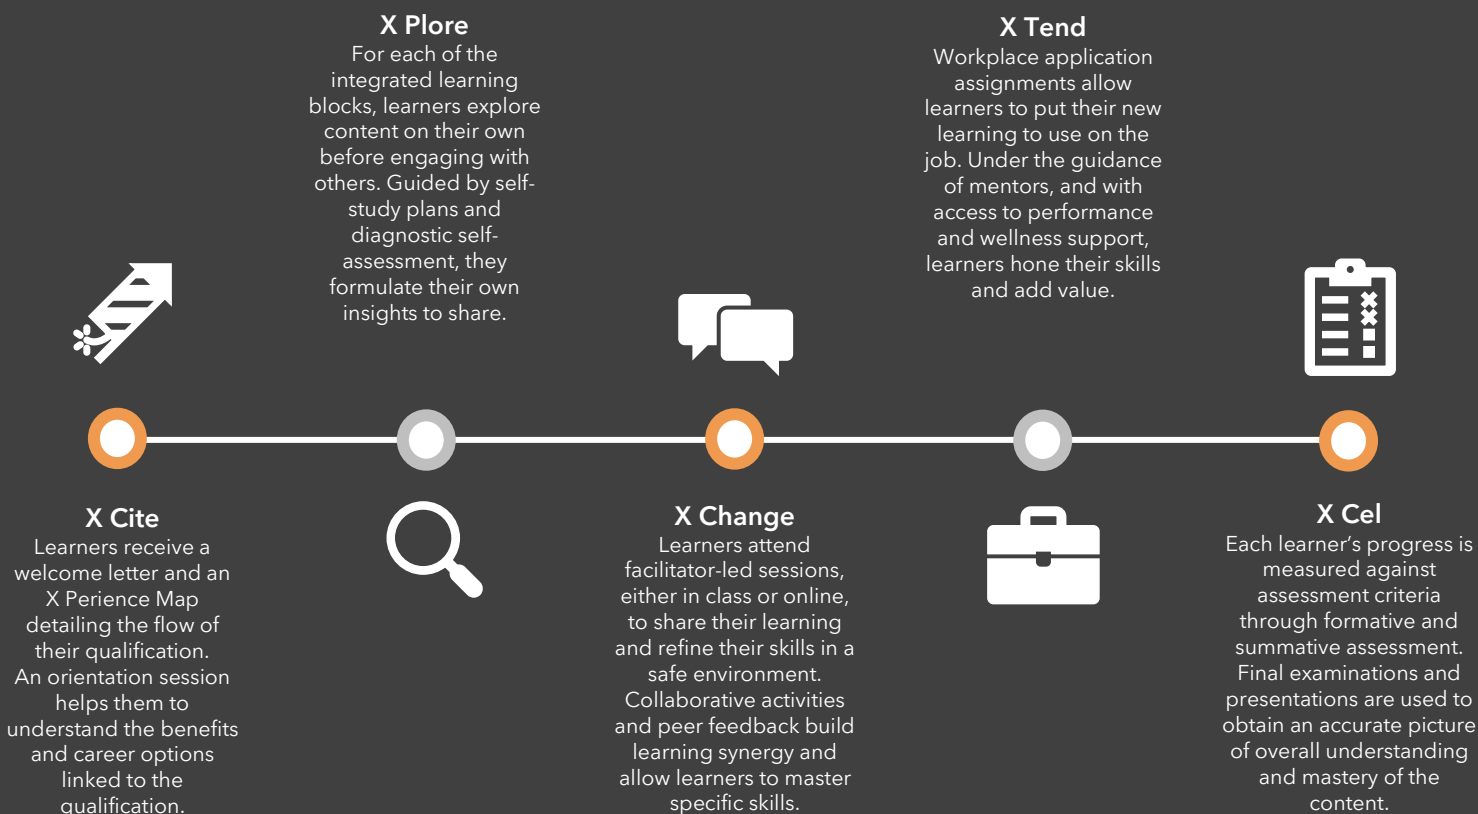 X Cite
Learners receive a
welcome letter and an
X Perience Map
detailing the flow of
their qualification.
An orientation session
helps them to
understand the benefits
and career options
linked to the
qualification.
X Plore
For each of the
integrated learning
blocks, learners explore
content on their own
before engaging with
others. Guided by self-
study plans and
diagnostic self-
assessment, they
formulate their own
insights to share.
X Change
Learners attend
facilitator-led sessions,
either in class or online,
to share their learning
and refine their skills in a
safe environment.
Collaborative activities
and peer feedback build
learning synergy and
allow learners to master
specific skills.
X Tend
Workplace application
assignments allow
learners to put their new
learning to use on the
job. Under the guidance
of mentors, and with
access to performance
and wellness support,
learners hone their skills
and add value.
X Cel
Each learner’s progress is
measured against
assessment criteria
through formative and
summative assessment.
Final examinations and
presentations are used to
obtain an accurate picture
of overall understanding
and mastery of the
content.